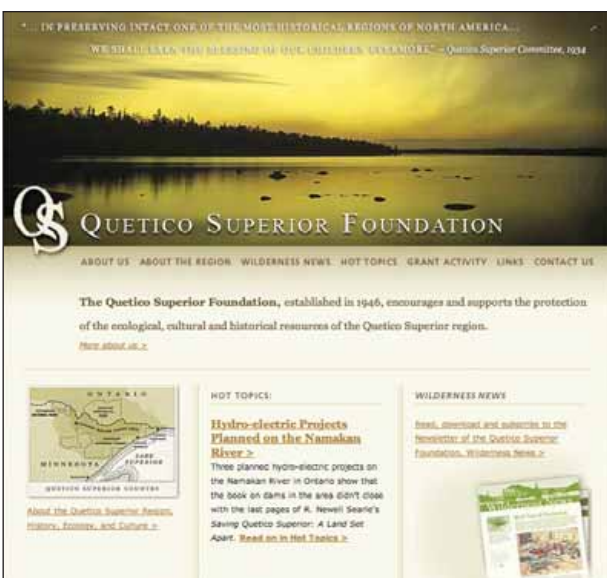 "... IN PRESERVING INTACT ONE OF THE MOST HISTORICAL REGIONS OF NORTH AMERICA...
WE SHALL EARN THE BLESSING OF OUR CHILDREN EVERMORE." – Quetico Superior Committee, 1934
QS
QUETICO SUPERIOR FOUNDATION
ABOUT US ABOUT THE REGION WILDERNESS NEWS HOT TOPICS GRANT ACTIVITY LINKS CONTACT US
The Quetico Superior Foundation, established in 1946, encourages and supports the protection
of the ecological, cultural and historical resources of the Quetico Superior region.
More about us >
ONTARIO
MINNESOTA
LAKE
SUPERIOR
QUETICO SUPERIOR COUNTRY
About the Quetico Superior Region,
History, Ecology, and Culture >
HOT TOPICS:
Hydro-electric Projects
Planned on the Namakan
River >
Three planned hydro-electric projects on
the Namakan River in Ontario show that
the book on dams in the area didn't close
with the last pages of R. Newell Searle's
Saving Quetico Superior: A Land Set
Apart. Read on in Hot Topics >
WILDERNESS NEWS
Read, download and subscribe to the
Newsletter of the Quetico Superior
Foundation, Wilderness News >
Wilderness News